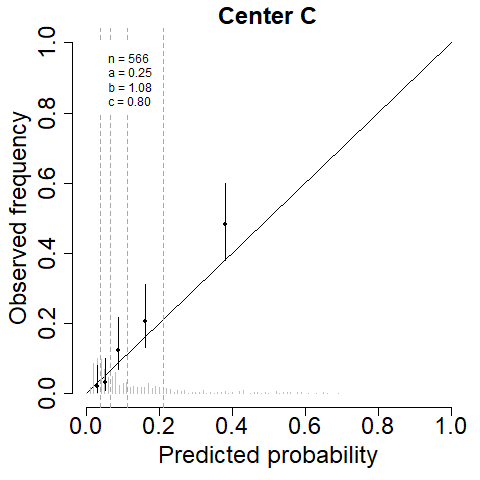 Center C
n = 566
a = 0.25
b = 1.08
c = 0.80
Observed frequency
1.0
0.8
0.6
0.4
0.2
0.0
0.0 0.2 0.4 0.6 0.8 1.0
Predicted probability